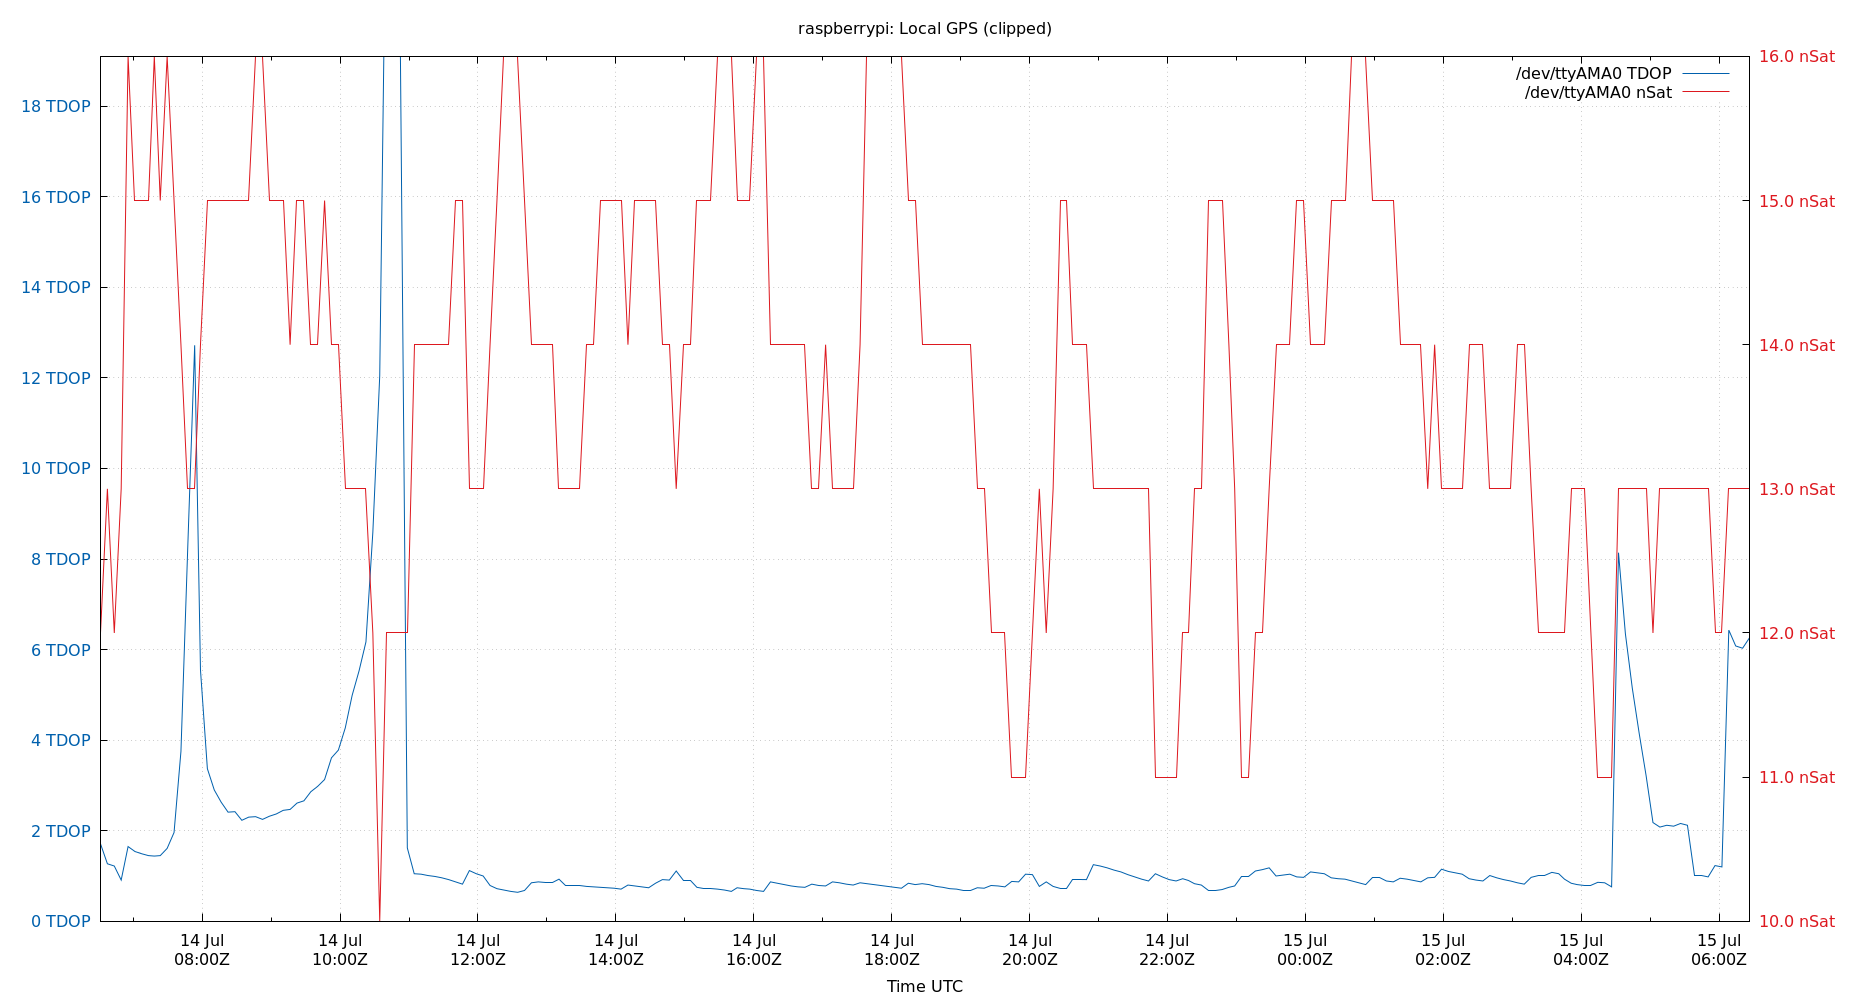 raspberrypi: Local GPS (clipped)
/dev/ttyAMA0 TDOP
/dev/ttyAMA0 nSat
18 TDOP
16 TDOP
14 TDOP
12 TDOP
10 TDOP
8 TDOP
6 TDOP
4 TDOP
2 TDOP
0 TDOP
16.0 nSat
15.0 nSat
14.0 nSat
13.0 nSat
12.0 nSat
11.0 nSat
10.0 nSat
14 Jul
08:00Z
14 Jul
10:00Z
14 Jul
12:00Z
14 Jul
14:00Z
14 Jul
16:00Z
14 Jul
18:00Z
14 Jul
20:00Z
14 Jul
22:00Z
15 Jul
00:00Z
15 Jul
02:00Z
15 Jul
04:00Z
15 Jul
06:00Z
Time UTC